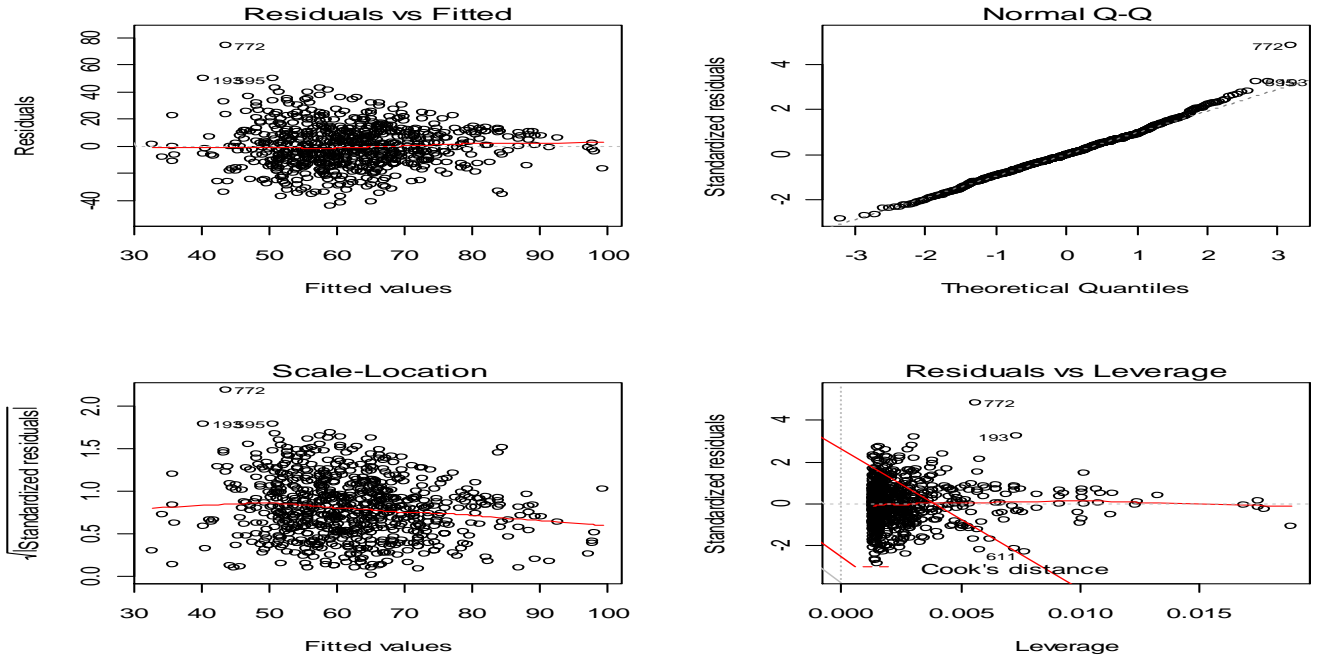 Residuals vs Fitted
Residuals
80
60
40
20
0
-40
772
193
595
30 40 50 60 70 80 90 100
Fitted values
Normal Q-Q
Standardized residuals
4
2
0
-2
772
-3 -2 -1 0 1 2 3
Theoretical Quantiles
Scale-Location
√|Standardized residuals|
2.0
1.5
1.0
0.5
0.0
772
193
595
30 40 50 60 70 80 90 100
Fitted values
Residuals vs Leverage
Standardized residuals
4
2
0
-2
772
193
611
Cook's distance
0.000 0.005 0.010 0.015
Leverage